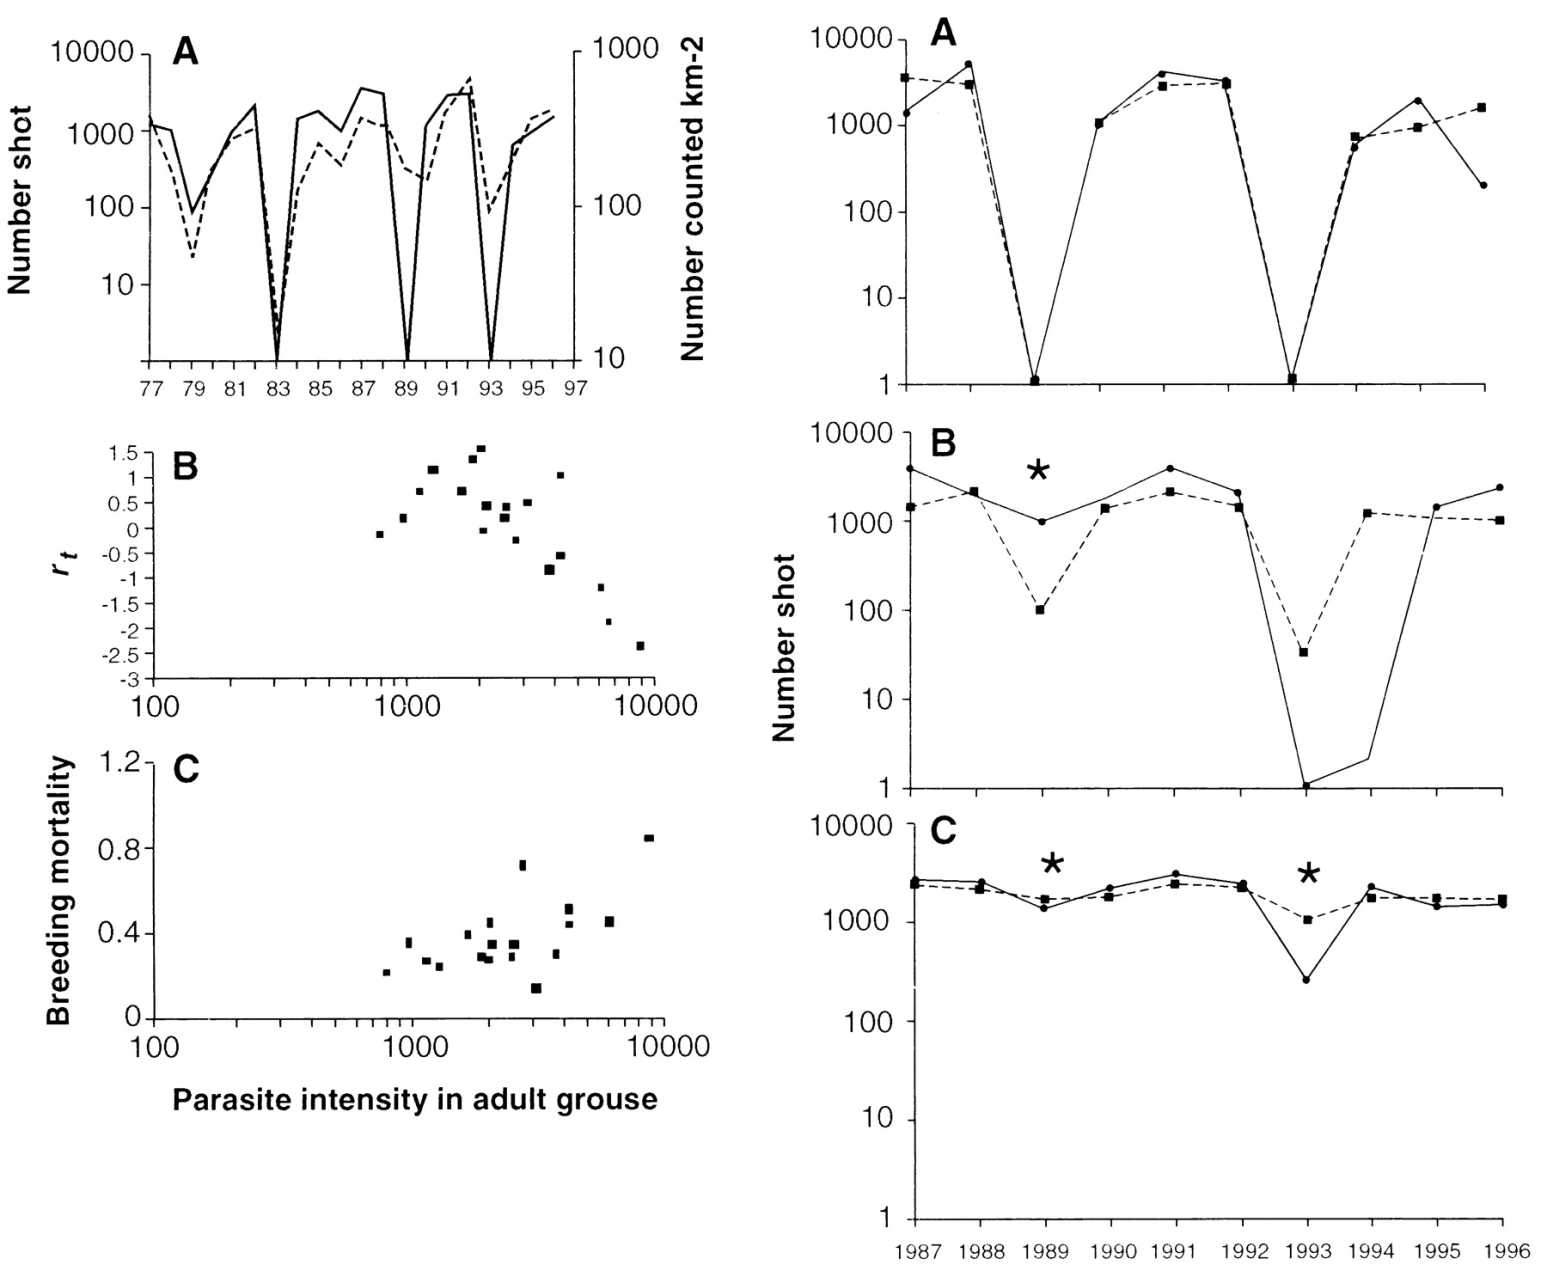 A
Number shot
10000
1000
100
10
1000
100
10
Number counted km-2
77 79 81 83 85 87 89 91 93 95 97
B
r t
1.5
1
0.5
0
-0.5
-1
-1.5
-2
-2.5
-3
100 1000 10000
C
Breeding mortality
1.2
0.8
0.4
0
100 1000 10000
Parasite intensity in adult grouse
A
10000
1000
100
10
1
Number shot
B
*
10000
1000
100
10
1
C
* *
10000
1000
100
10
1
1987 1988 1989 1990 1991 1992 1993 1994 1995 1996